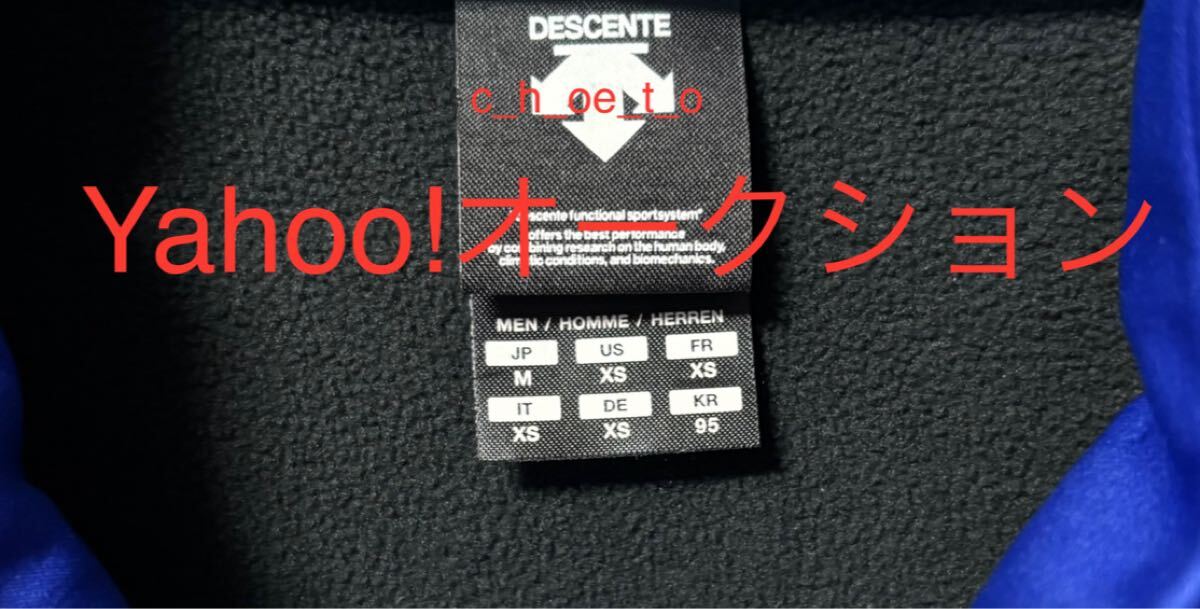 DESCENTE
c_h_oe_t_o
Yahoo!オークション
descente functional sportsystem®
offers the best performance
by combining research on the human body,
climatic conditions, and biomechanics.
MEN / HOMME / HERREN
JP US FR
M XS XS
IT DE KR
XS XS 95